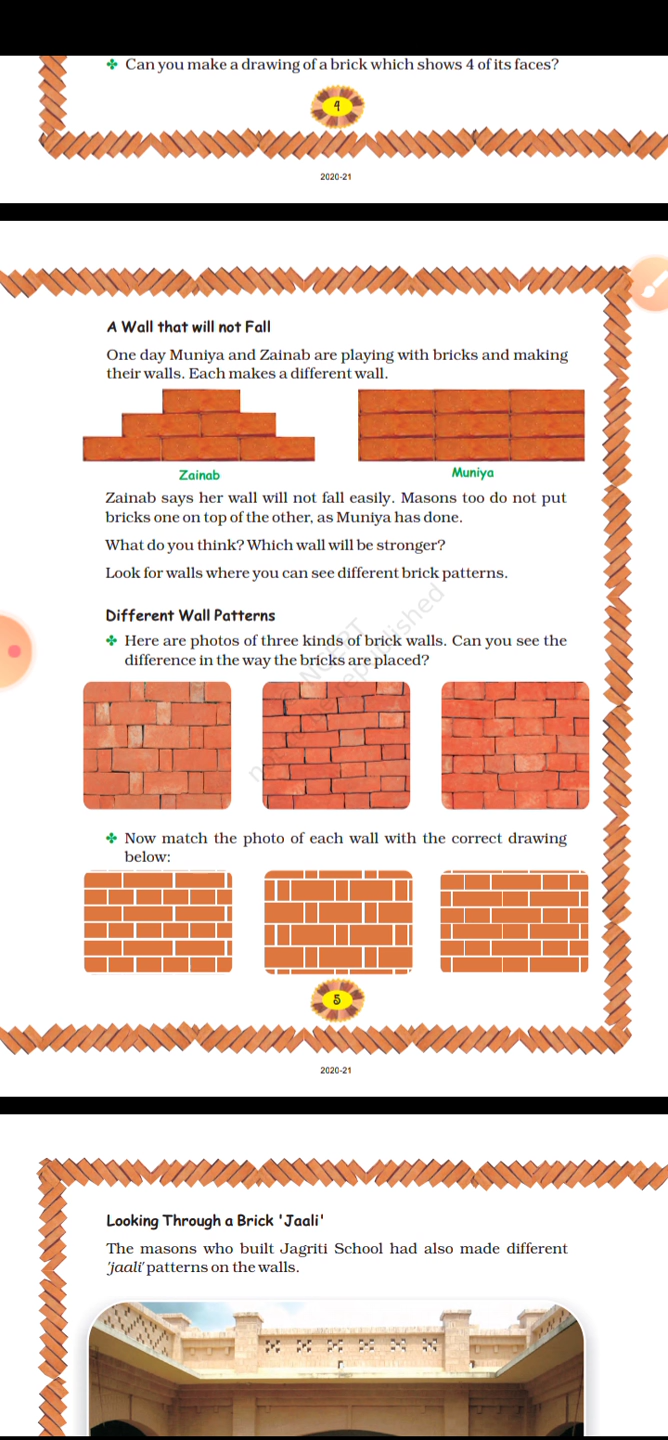 ✤ Can you make a drawing of a brick which shows 4 of its faces?
4
2020-21
A Wall that will not Fall
One day Muniya and Zainab are playing with bricks and making
their walls. Each makes a different wall.
Zainab
Muniya
Zainab says her wall will not fall easily. Masons too do not put
bricks one on top of the other, as Muniya has done.
What do you think? Which wall will be stronger?
Look for walls where you can see different brick patterns.
Different Wall Patterns
✤ Here are photos of three kinds of brick walls. Can you see the
difference in the way the bricks are placed?
✤ Now match the photo of each wall with the correct drawing
below:
5
2020-21
Looking Through a Brick 'Jaali'
The masons who built Jagriti School had also made different
'jaali' patterns on the walls.